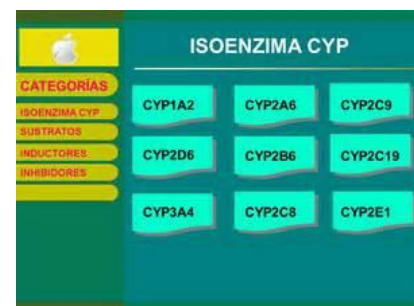 ISOENZIMA CYP
CATEGORÍAS
ISOENZIMA CYP
SUSTRATOS
INDUCTORES
INHIBIDORES
CYP1A2 CYP2A6 CYP2C9
CYP2D6 CYP2B6 CYP2C19
CYP3A4 CYP2C8 CYP2E1